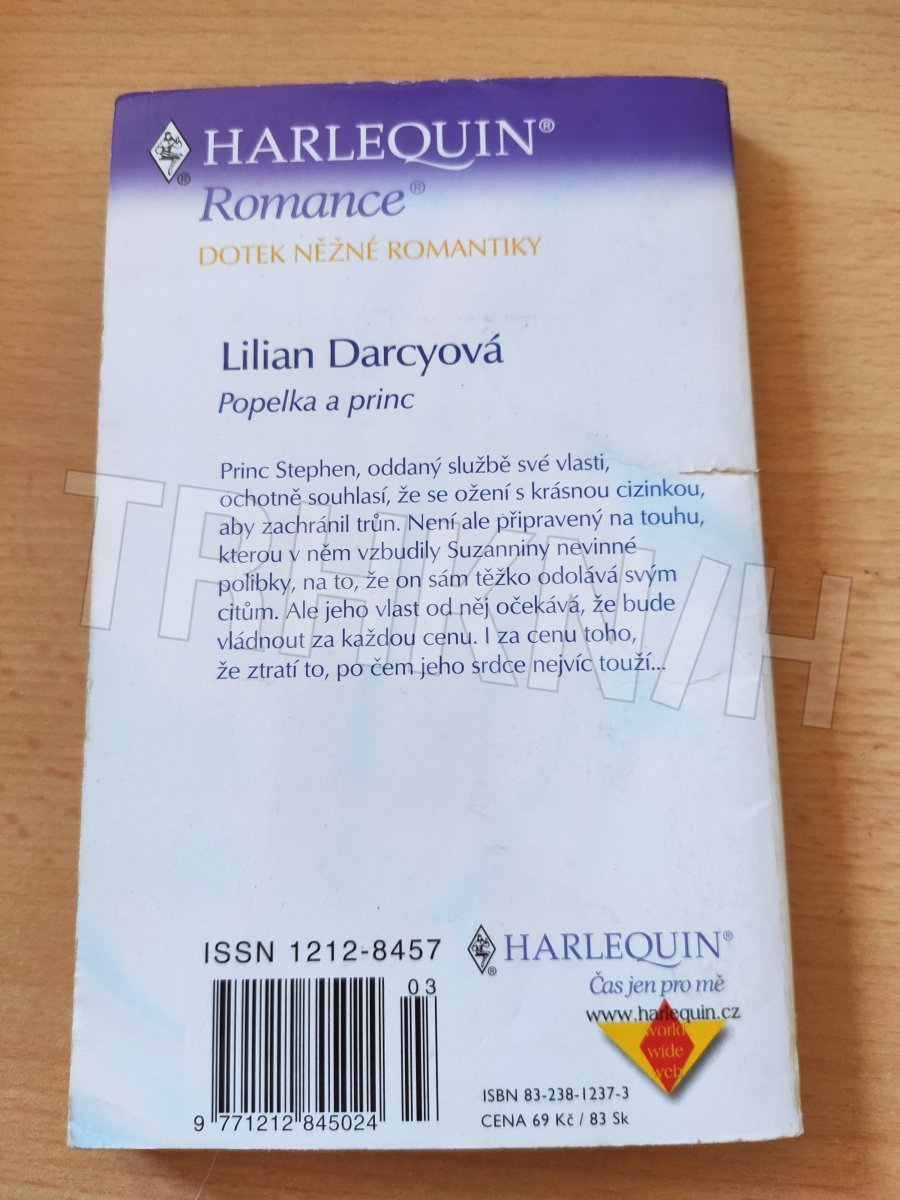 HARLEQUIN®
®
Romance®
DOTEK NĚŽNÉ ROMANTIKY
Lilian Darcyová
Popelka a princ
Princ Stephen, oddaný službě své vlasti,
ochotně souhlasí, že se ožení s krásnou cizinkou,
aby zachránil trůn. Není ale připravený na touhu,
kterou v něm vzbudily Suzanniny nevinné
polibky, na to, že on sám těžko odolává svým
citům. Ale jeho vlast od něj očekává, že bude
vládnout za každou cenu. I za cenu toho,
že ztratí to, po čem jeho srdce nejvíc touží...
TRHKNIH
ISSN 1212-8457
03
9 771212 845024
HARLEQUIN®
®
Čas jen pro mě
www.harlequin.cz
world
wide
web
ISBN 83-238-1237-3
CENA 69 Kč / 83 Sk